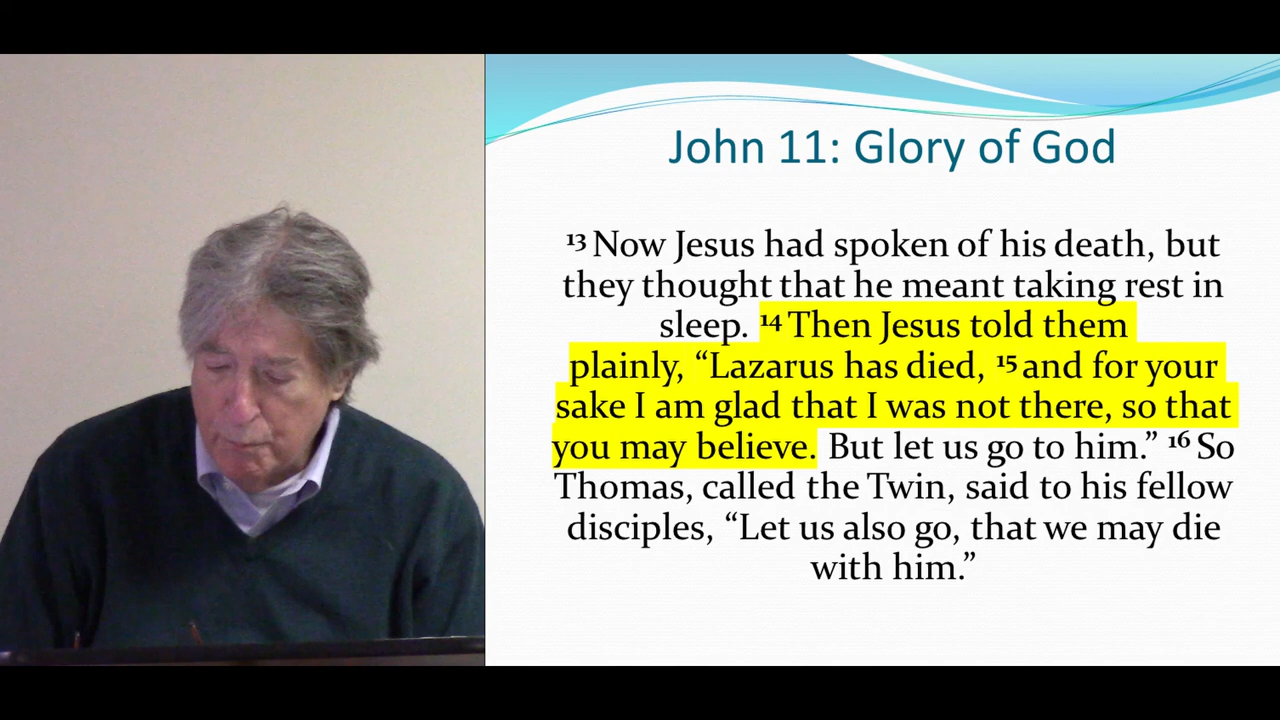 John 11: Glory of God
¹³ Now Jesus had spoken of his death, but
they thought that he meant taking rest in
sleep. ¹⁴ Then Jesus told them
plainly, “Lazarus has died, ¹⁵ and for your
sake I am glad that I was not there, so that
you may believe. But let us go to him.” ¹⁶ So
Thomas, called the Twin, said to his fellow
disciples, “Let us also go, that we may die
with him.”